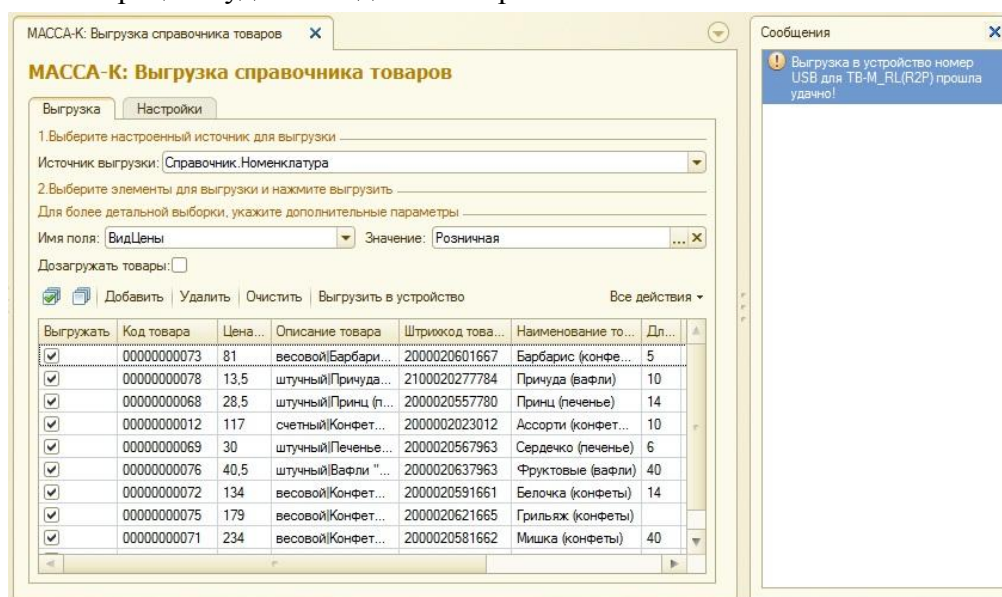 МАССА-К: Выгрузка справочника товаров
МАССА-К: Выгрузка справочника товаров
Выгрузка Настройки
1.Выберите настроенный источник для выгрузки
Источник выгрузки: Справочник.Номенклатура
2.Выберите элементы для выгрузки и нажмите выгрузить
Для более детальной выборки, укажите дополнительные параметры
Имя поля: ВидЦены Значение: Розничная ...
Дозагружать товары:
Добавить Удалить Очистить Выгрузить в устройство Все действия
Выгружать Код товара Цена... Описание товара Штрихкод това... Наименование то... Дл...
00000000073 81 весовой|Барбари... 2000020601667 Барбарис (конфе... 5
00000000078 13,5 штучный|Причуда... 2100020277784 Причуда (вафли) 10
00000000068 28,5 штучный|Принц (п... 2000020557780 Принц (печенье) 14
00000000012 117 счетный|Конфет... 2000002023012 Ассорти (конфет... 10
00000000069 30 штучный|Печенье... 2000020567963 Сердечко (печенье) 6
00000000076 40,5 штучный|Вафли "... 2000020637963 Фруктовые (вафли) 40
00000000072 134 весовой|Конфет... 2000020591661 Белочка (конфеты) 14
00000000075 179 весовой|Конфет... 2000020621665 Грильяж (конфеты)
00000000071 234 весовой|Конфет... 2000020581662 Мишка (конфеты) 40
Сообщения
Выгрузка в устройство номер
USB для TB-M_RL(R2P) прошла
удачно!